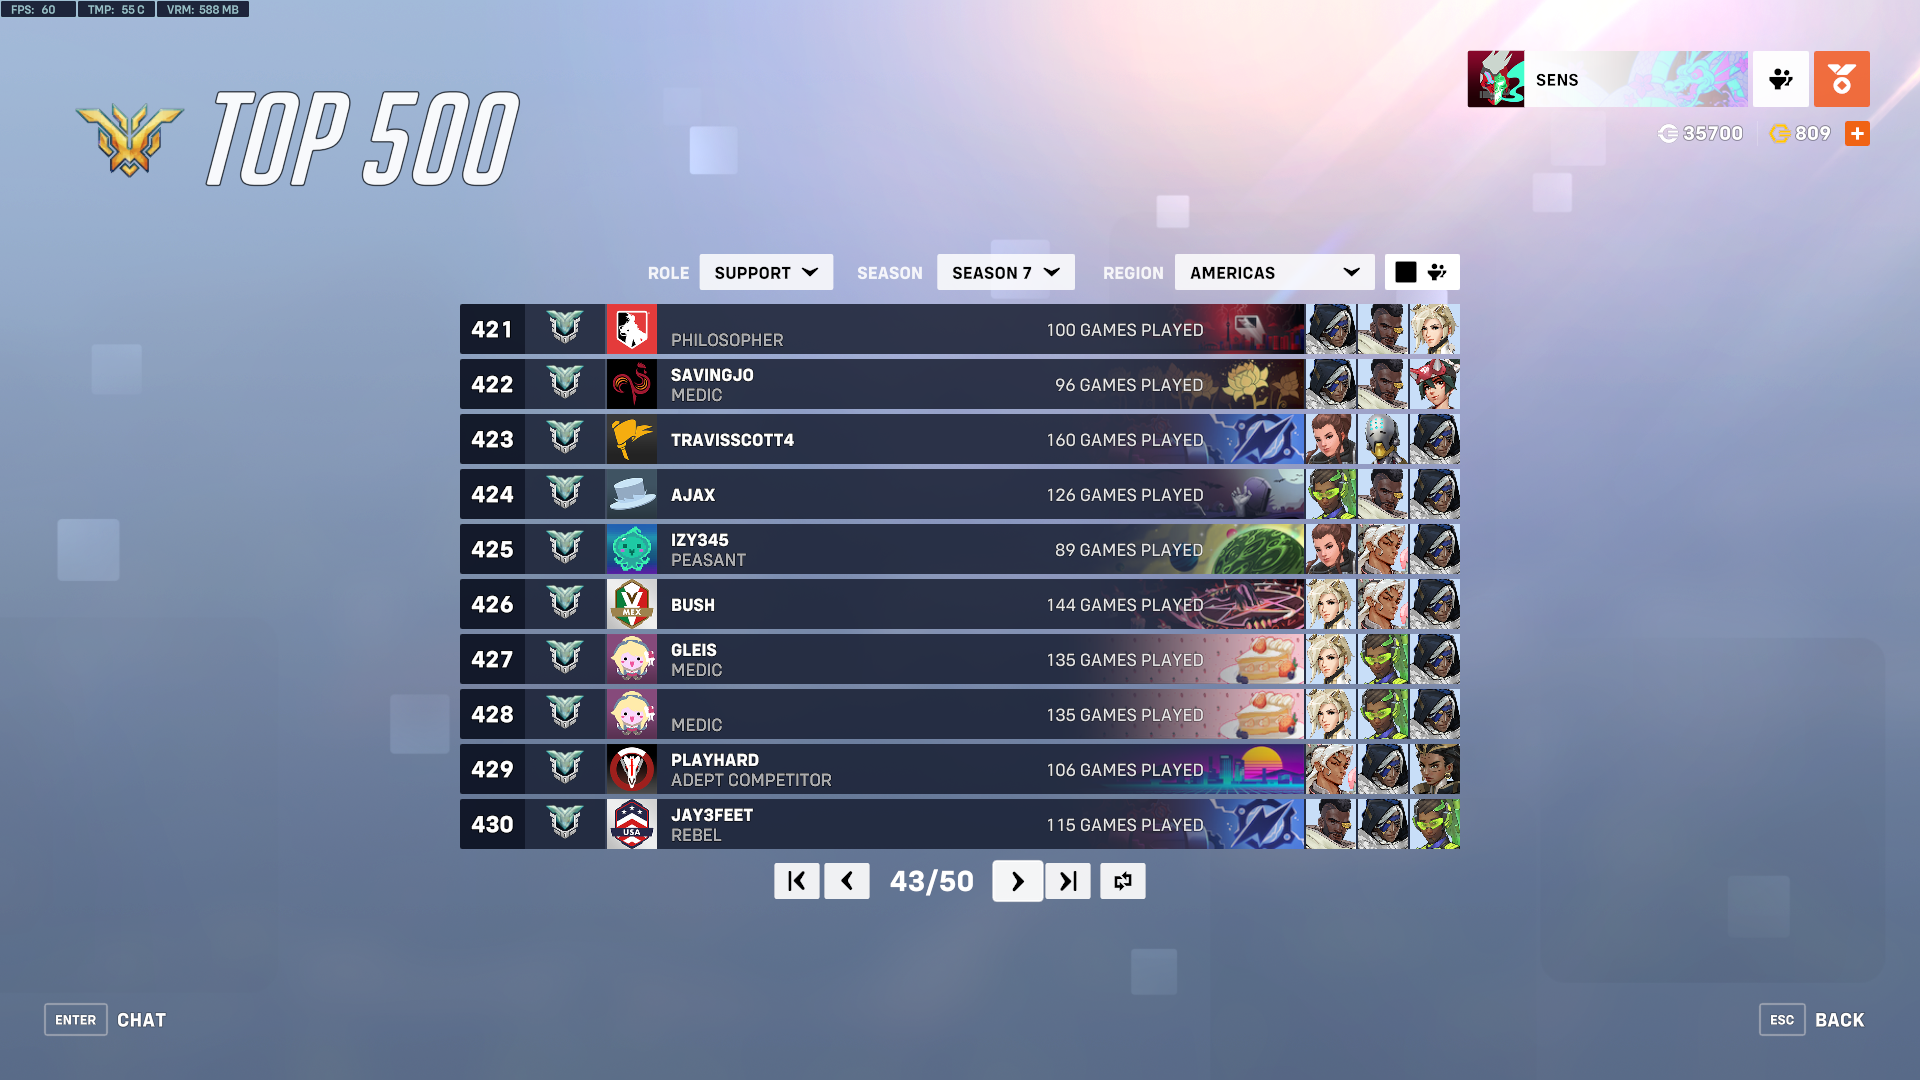 FPS: 60 TMP: 55 C VRM: 588 MB
TOP 500
SENS
35700 809
ROLE SUPPORT SEASON SEASON 7 REGION AMERICAS
421 PHILOSOPHER 100 GAMES PLAYED
422 SAVINGJO 96 GAMES PLAYED
MEDIC
423 TRAVISSCOTT4 160 GAMES PLAYED
424 AJAX 126 GAMES PLAYED
425 IZY345 89 GAMES PLAYED
PEASANT
426 MEX BUSH 144 GAMES PLAYED
427 GLEIS 135 GAMES PLAYED
MEDIC
428 MEDIC 135 GAMES PLAYED
429 PLAYHARD 106 GAMES PLAYED
ADEPT COMPETITOR
430 USA JAY3FEET 115 GAMES PLAYED
REBEL
43/50
ENTER CHAT
ESC BACK